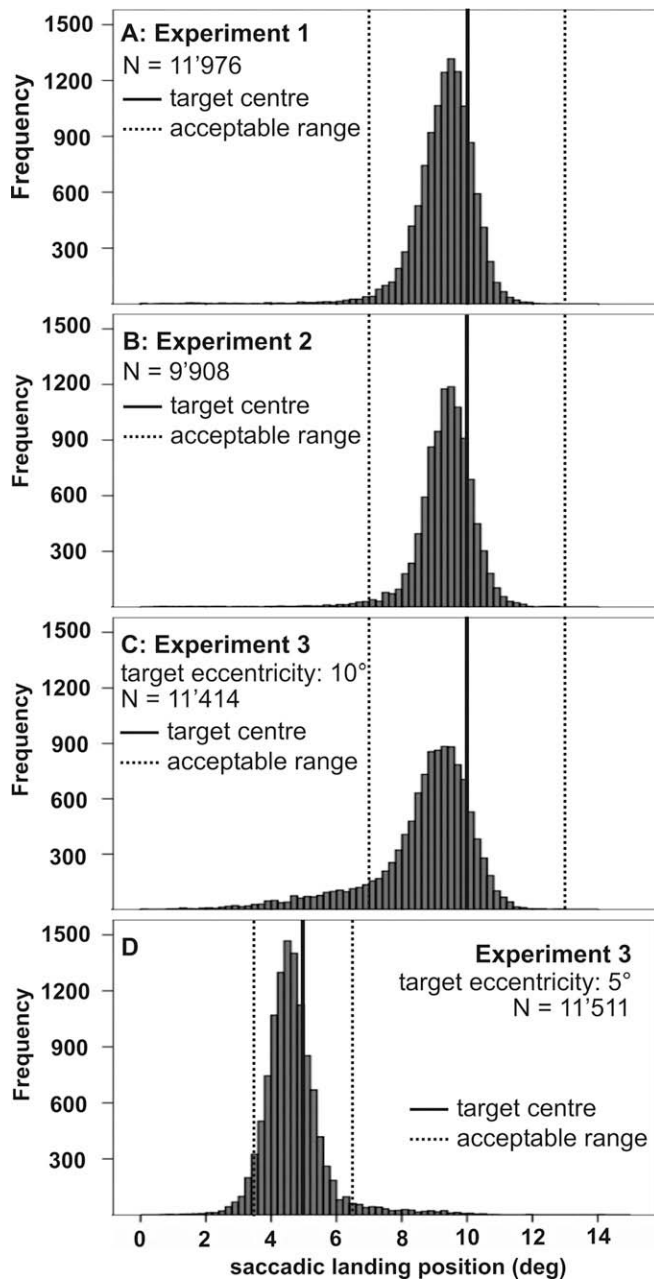 1500
1200
900
600
300
Frequency
A: Experiment 1
N = 11'976
target centre
acceptable range
1500
1200
900
600
300
Frequency
B: Experiment 2
N = 9'908
target centre
acceptable range
1500
1200
900
600
300
Frequency
C: Experiment 3
target eccentricity: 10°
N = 11'414
target centre
acceptable range
1500
1200
900
600
300
Frequency
D
Experiment 3
target eccentricity: 5°
N = 11'511
target centre
acceptable range
0 2 4 6 8 10 12 14
saccadic landing position (deg)